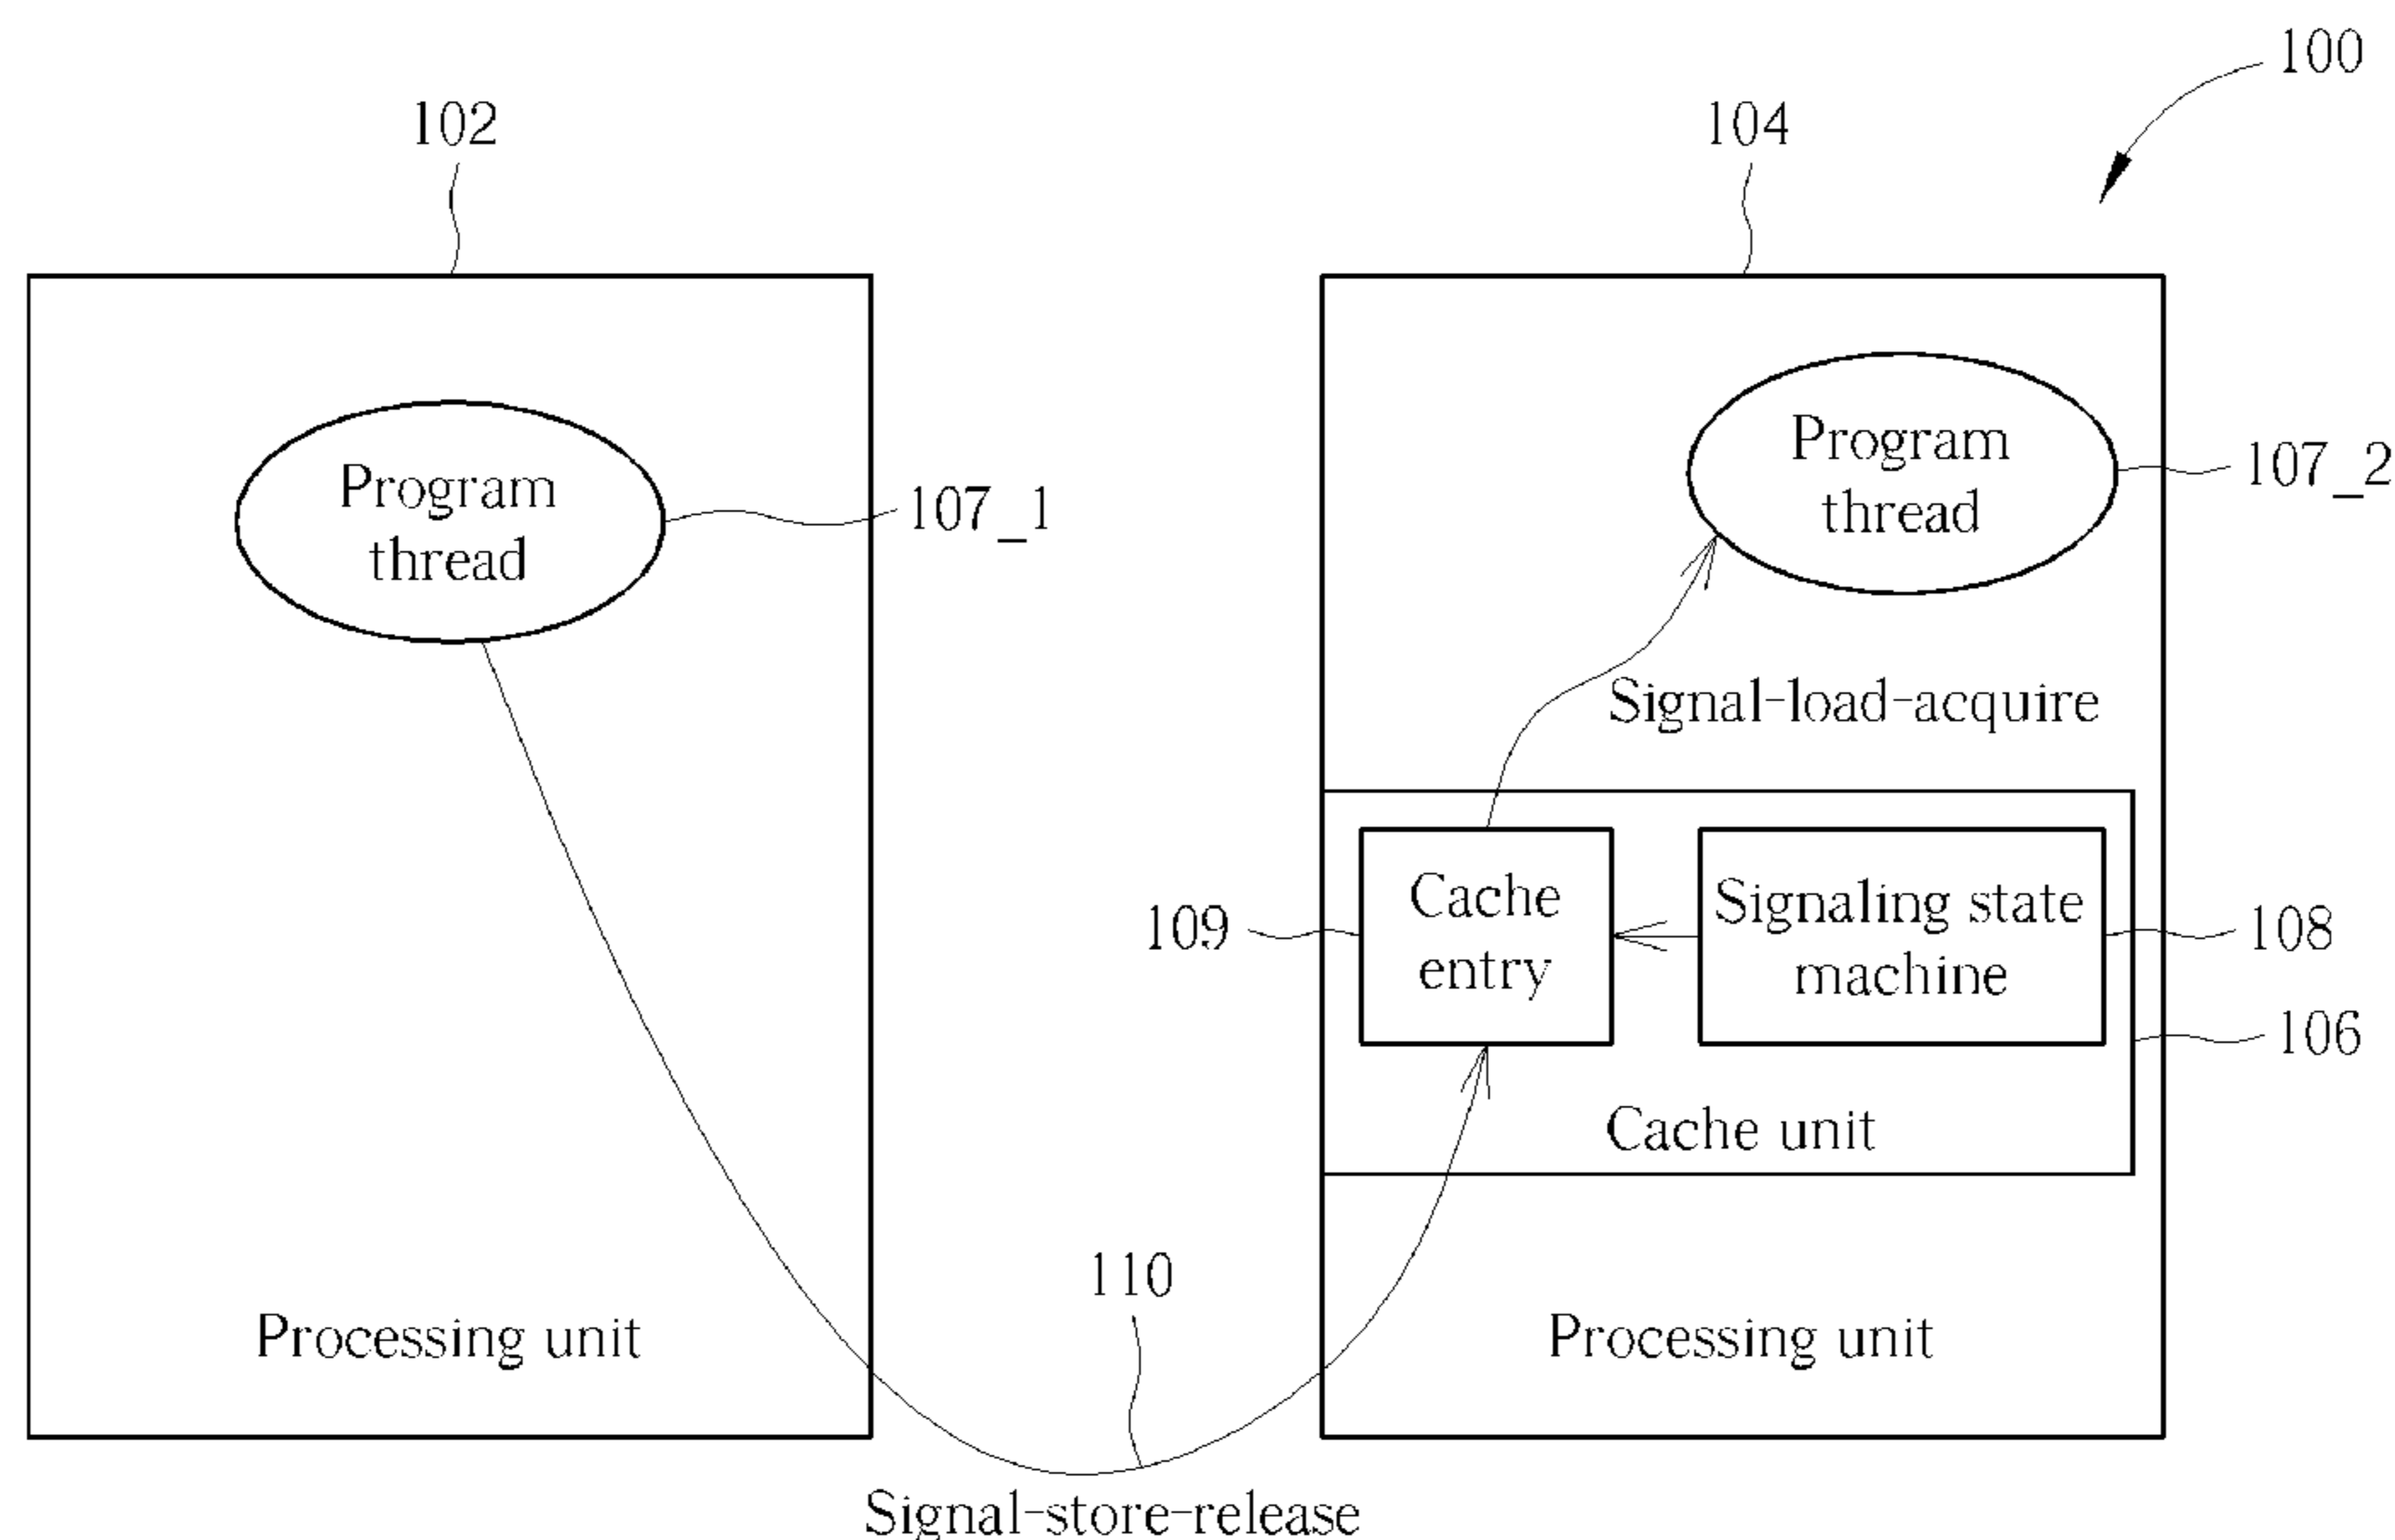 100
102
104
Program
thread
107_1
Program
thread
107_2
Signal-load-acquire
Cache
entry
109
Signaling state
machine
108
106
Cache unit
110
Processing unit
Processing unit
Signal-store-release